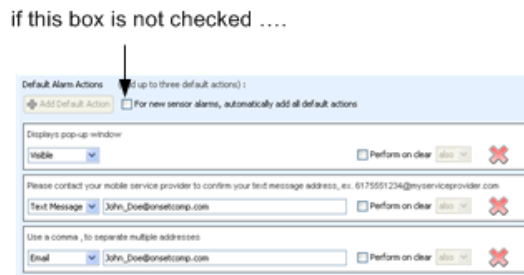 if this box is not checked ....
Default Alarm Actions (Add up to three default actions) :
Add Default Action For new sensor alarms, automatically add all default actions
Displays pop-up window
Visible Perform on clear also
Please contact your mobile service provider to confirm your text message address, ex. 6175551234@myserviceprovider.com
Text Message John_Doe@onsetcomp.com Perform on clear also
Use a comma , to separate multiple addresses
Email John_Doe@onsetcomp.com Perform on clear also